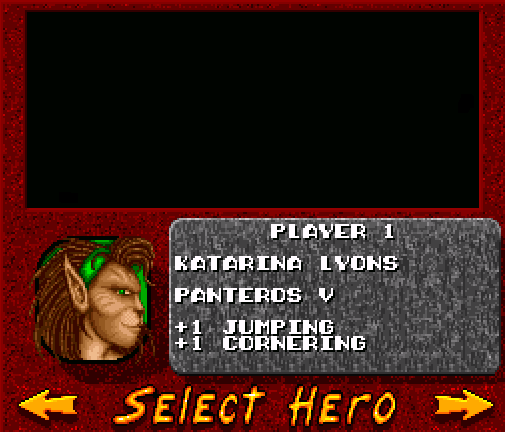 PLAYER 1
KATARINA LYONS
PANTEROS V
+1 JUMPING
+1 CORNERING
Select Hero